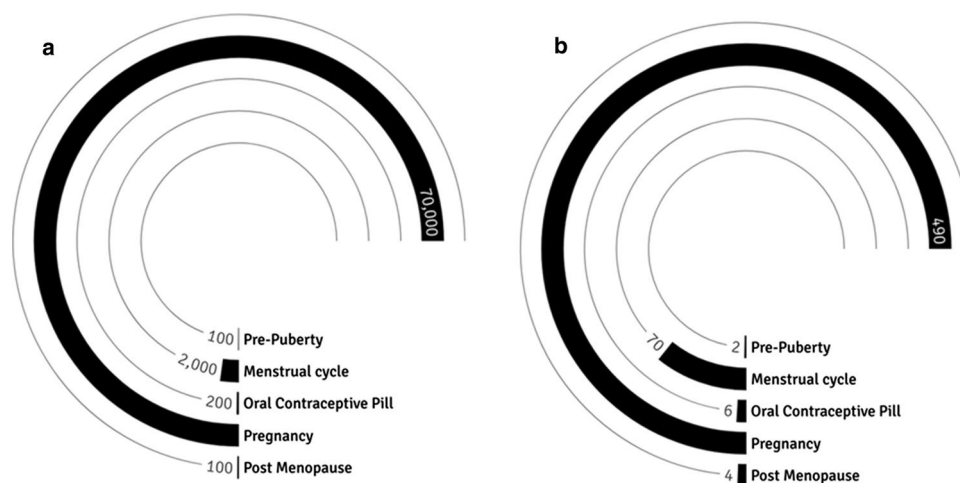 a
70,000
100 Pre-Puberty
2,000 Menstrual cycle
200 Oral Contraceptive Pill
Pregnancy
100 Post Menopause
b
490
2 Pre-Puberty
70 Menstrual cycle
6 Oral Contraceptive Pill
Pregnancy
4 Post Menopause